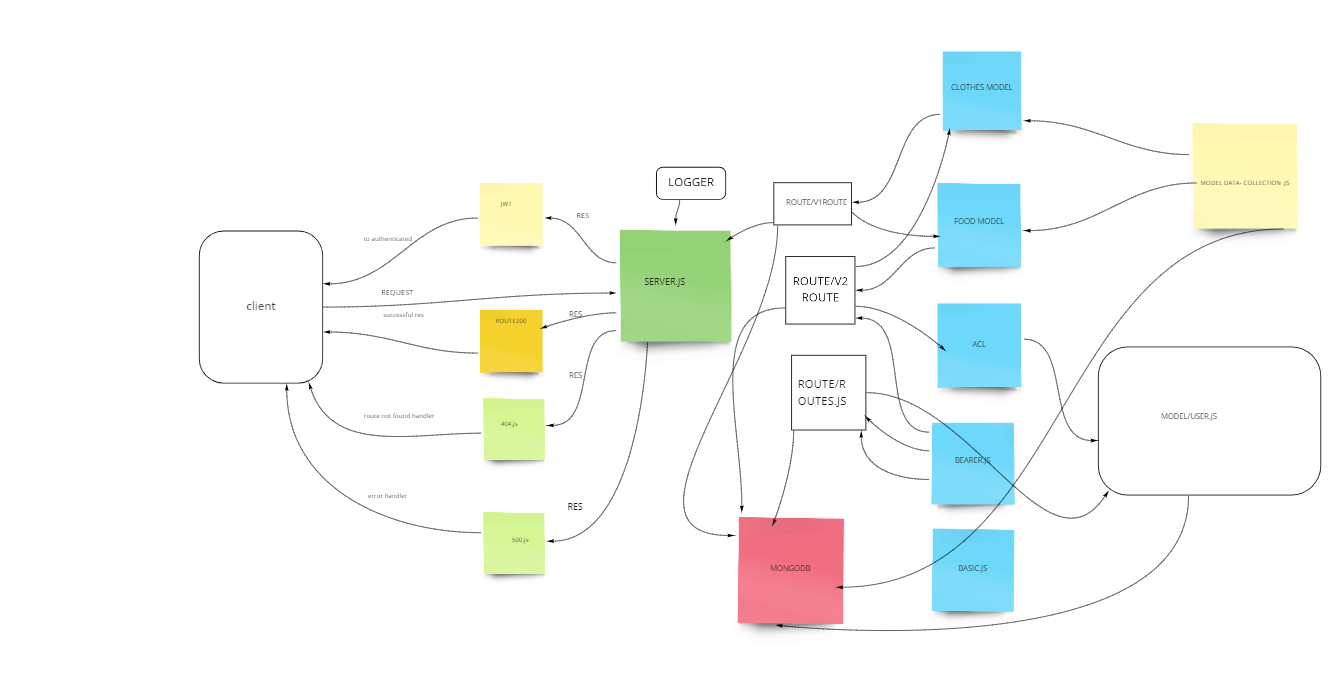 CLOTHES MODEL
LOGGER
MODEL DATA- COLLECTION .JS
JWT
RES
ROUTE/V1ROUTE
FOOD MODEL
to authenticated
REQUEST
SERVER.JS
ROUTE/V2
ROUTE
client
successful res
ROUTE200
RES
ACL
RES
ROUTE/R
OUTES.JS
route not found handler
404.js
MODEL/USER.JS
BEARER.JS
error handler
RES
500.js
MONGODB
BASIC.JS